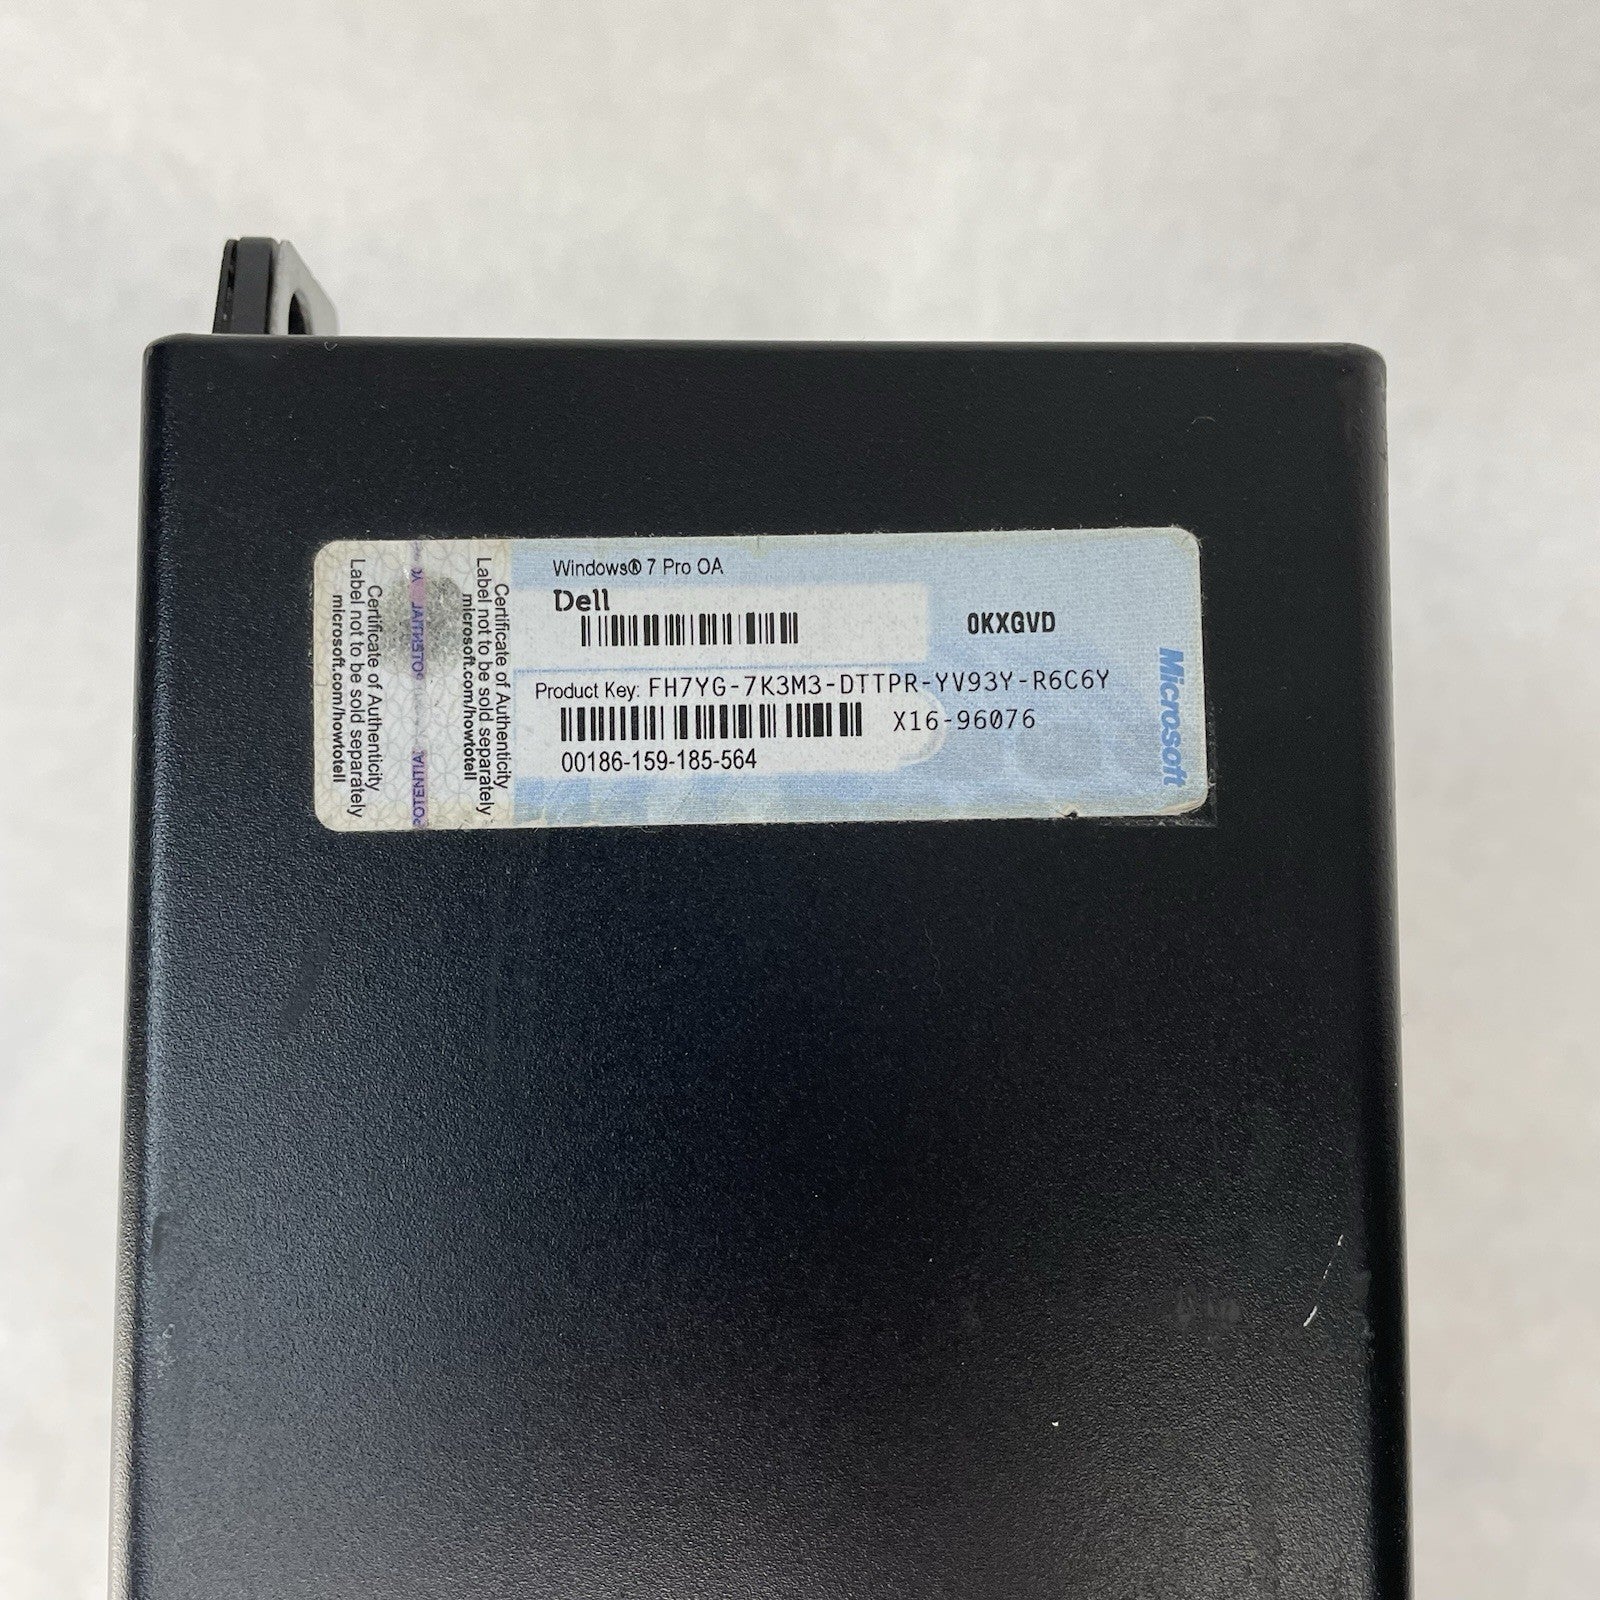 Windows® 7 Pro OA
Dell
0KXGVD
Product Key: FH7YG-7K3M3-DTTPR-YV93Y-R6C6Y
X16-96076
00186-159-185-564
Microsoft
Certificate of Authenticity
Label not to be sold separately
microsoft.com/howtotell
Certificate of Authenticity
Label not to be sold separately
microsoft.com/howtotell
POTENTIAL
POTENTIAL